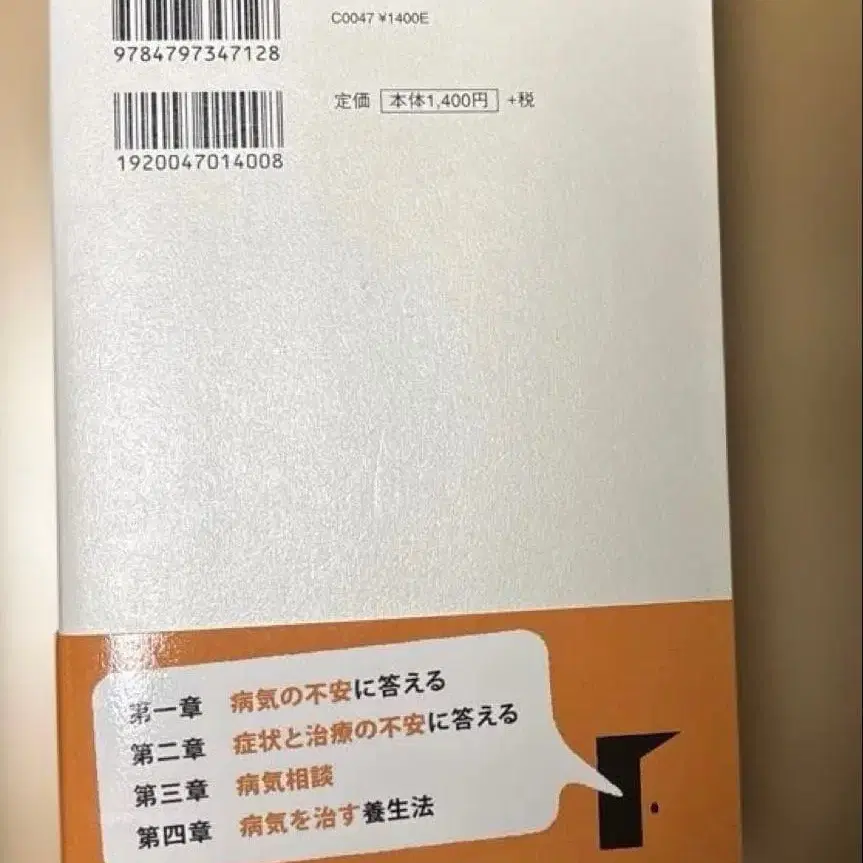 C0047 ¥1400E
9784797347128
定価 本体1,400円 +税
1920047014008
第一章 病気の不安に答える
第二章 症状と治療の不安に答える
第三章 病気相談
第四章 病気を治す養生法